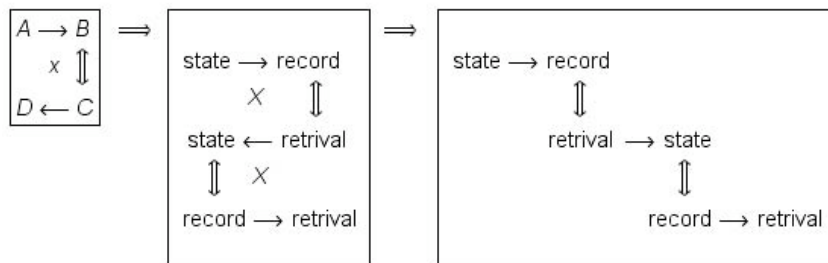 A → B ⟹
x ⇕
D ← C
state → record ⟹
X ⇕
state ← retrival
⇕ X
record → retrival
state → record
⇕
retrival → state
⇕
record → retrival